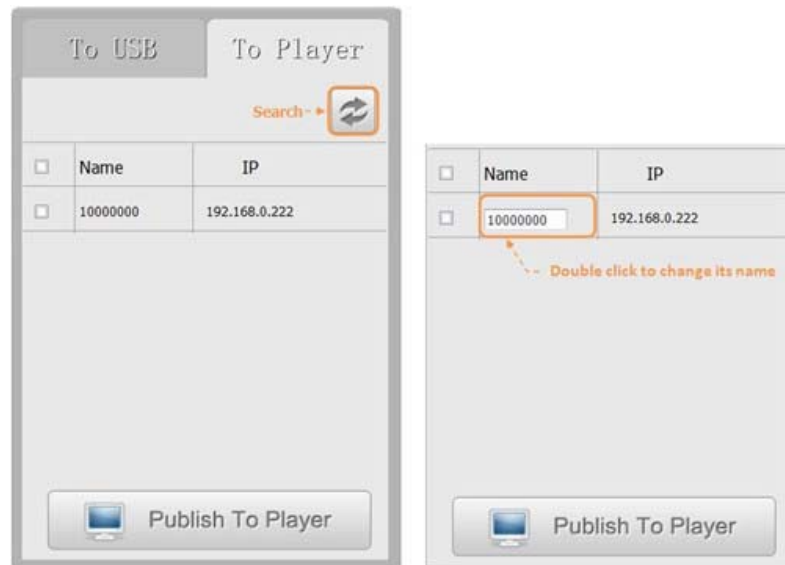 To USB To Player
Search
Name IP
10000000 192.168.0.222
Publish To Player
Name IP
10000000 192.168.0.222
Double click to change its name
Publish To Player